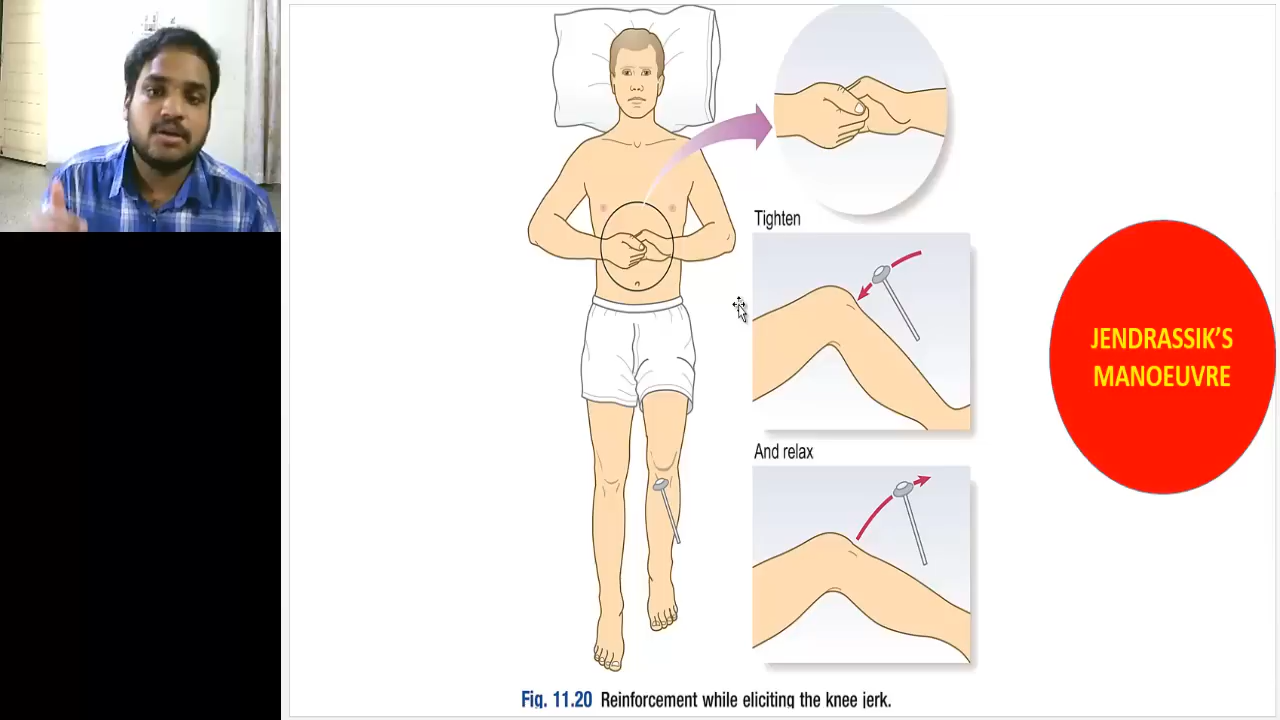 Tighten
JENDRASSIK'S
MANOEUVRE
And relax
Fig. 11.20 Reinforcement while eliciting the knee jerk.